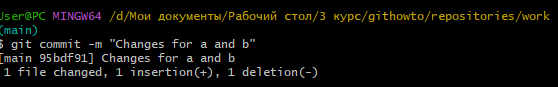 User@PC MINGW64 /d/Мои документы/Рабочий стол/3 курс/githowto/repositories/work
(main)
$ git commit -m "Changes for a and b"
[main 95bdf91] Changes for a and b
 1 file changed, 1 insertion(+), 1 deletion(-)